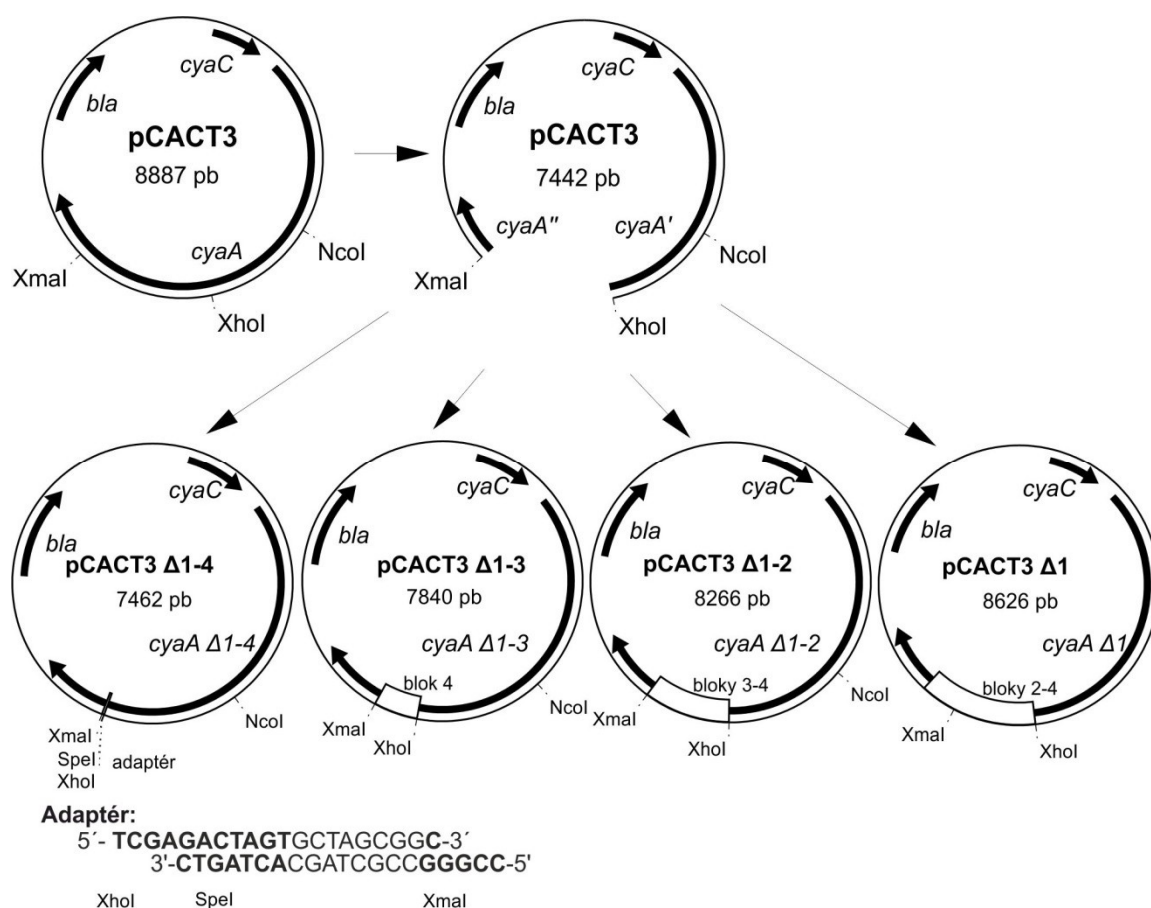 cyaC
bla
pCACT3
8887 pb
cyaA
NcoI
XmaI
XhoI
cyaC
bla
pCACT3
7442 pb
cyaA"
cyaA'
NcoI
XmaI
XhoI
cyaC
bla
pCACT3 Δ1-4
7462 pb
cyaA Δ1-4
NcoI
XmaI
SpeI
XhoI
adaptér
cyaC
bla
pCACT3 Δ1-3
7840 pb
cyaA Δ1-3
blok 4
NcoI
XmaI
XhoI
cyaC
bla
pCACT3 Δ1-2
8266 pb
cyaA Δ1-2
bloky 3-4
NcoI
XmaI
XhoI
cyaC
bla
pCACT3 Δ1
8626 pb
cyaA Δ1
bloky 2-4
XmaI
XhoI
Adaptér:
5´- TCGAGACTAGTGCTAGCGGC-3´
3'-CTGATCACGATCGCCGGGCC-5'
XhoI SpeI XmaI